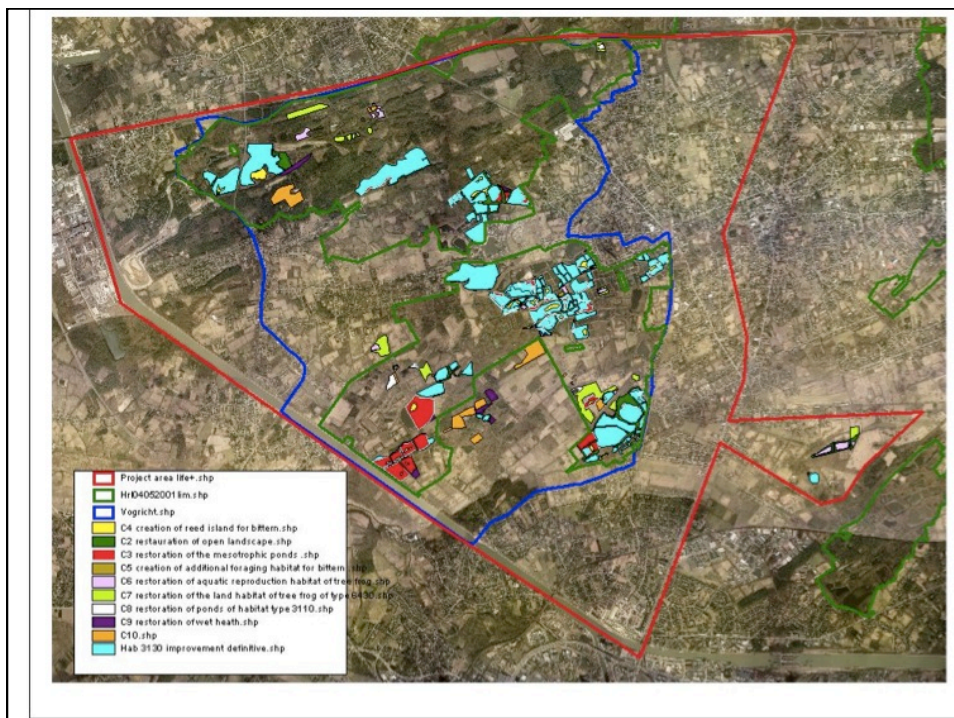 Project area life+.shp
Hrl04052001 lim.shp
Vogricht.shp
C4 creation of reed island for bittern.shp
C2 restauration of open landscape.shp
C3 restoration of the mesotrophic ponds .shp
C5 creation of additional foraging habitat for bittern .shp
C6 restoration of aquatic reproduction habitat of tree frog.shp
C7 restoration of the land habitat of tree frog of type 6430.shp
C8 restoration of ponds of habitat type 3110.shp
C9 restoration of wet heath.shp
C10.shp
Hab 3130 improvement definitive.shp